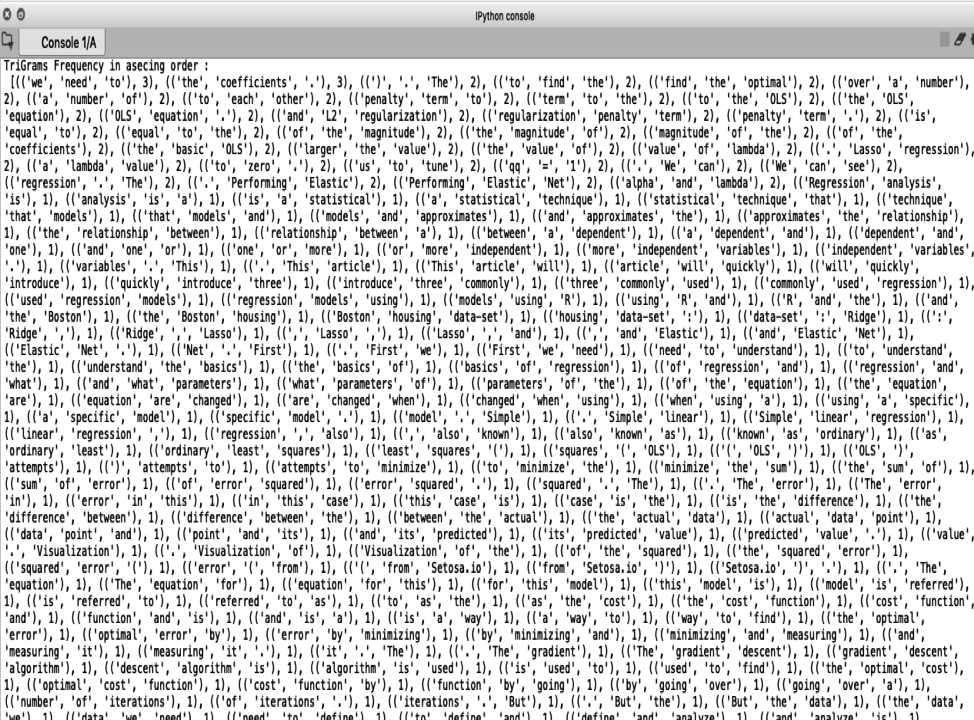 IPython console
Console 1/A
TriGrams Frequency in asecing order :
[(('we', 'need', 'to'), 3), (('the', 'coefficients', '.'), 3), ((')', '.', 'The'), 2), (('to', 'find', 'the'), 2), (('find', 'the', 'optimal'), 2), (('over', 'a', 'number')
2), (('a', 'number', 'of'), 2), (('to', 'each', 'other'), 2), (('penalty', 'term', 'to'), 2), (('term', 'to', 'the'), 2), (('to', 'the', 'OLS'), 2), (('the', 'OLS',
'equation'), 2), (('OLS', 'equation', '.'), 2), (('and', 'L2', 'regularization'), 2), (('regularization', 'penalty', 'term'), 2), (('penalty', 'term', '.'), 2), (('is',
'equal', 'to'), 2), (('equal', 'to', 'the'), 2), (('of', 'the', 'magnitude'), 2), (('the', 'magnitude', 'of'), 2), (('magnitude', 'of', 'the'), 2), (('of', 'the',
'coefficients'), 2), (('the', 'basic', 'OLS'), 2), (('larger', 'the', 'value'), 2), (('the', 'value', 'of'), 2), (('value', 'of', 'lambda'), 2), (('.', 'Lasso', 'regression'),
2), (('a', 'lambda', 'value'), 2), (('to', 'zero', '.'), 2), (('us', 'to', 'tune'), 2), (('qq', '=', '1'), 2), (('.', 'We', 'can'), 2), (('We', 'can', 'see'), 2),
(('regression', '.', 'The'), 2), (('.', 'Performing', 'Elastic'), 2), (('Performing', 'Elastic', 'Net'), 2), (('alpha', 'and', 'lambda'), 2), (('Regression', 'analysis',
'is'), 1), (('analysis', 'is', 'a'), 1), (('is', 'a', 'statistical'), 1), (('a', 'statistical', 'technique'), 1), (('statistical', 'technique', 'that'), 1), (('technique',
'that', 'models'), 1), (('that', 'models', 'and'), 1), (('models', 'and', 'approximates'), 1), (('and', 'approximates', 'the'), 1), (('approximates', 'the', 'relationship'),
1), (('the', 'relationship', 'between'), 1), (('relationship', 'between', 'a'), 1), (('between', 'a', 'dependent'), 1), (('a', 'dependent', 'and'), 1), (('dependent', 'and',
'one'), 1), (('and', 'one', 'or'), 1), (('one', 'or', 'more'), 1), (('or', 'more', 'independent'), 1), (('more', 'independent', 'variables'), 1), (('independent', 'variables',
'.'), 1), (('variables', '.', 'This'), 1), (('.', 'This', 'article'), 1), (('This', 'article', 'will'), 1), (('article', 'will', 'quickly'), 1), (('will', 'quickly',
'introduce'), 1), (('quickly', 'introduce', 'three'), 1), (('introduce', 'three', 'commonly'), 1), (('three', 'commonly', 'used'), 1), (('commonly', 'used', 'regression'), 1),
(('used', 'regression', 'models'), 1), (('regression', 'models', 'using'), 1), (('models', 'using', 'R'), 1), (('using', 'R', 'and'), 1), (('R', 'and', 'the'), 1), (('and',
'the', 'Boston'), 1), (('the', 'Boston', 'housing'), 1), (('Boston', 'housing', 'data-set'), 1), (('housing', 'data-set', ':'), 1), (('data-set', ':', 'Ridge'), 1), ((':',
'Ridge', ','), 1), (('Ridge', ',', 'Lasso'), 1), ((',', 'Lasso', ','), 1), (('Lasso', ',', 'and'), 1), ((',', 'and', 'Elastic'), 1), (('and', 'Elastic', 'Net'), 1),
(('Elastic', 'Net', '.'), 1), (('Net', '.', 'First'), 1), (('.', 'First', 'we'), 1), (('First', 'we', 'need'), 1), (('need', 'to', 'understand'), 1), (('to', 'understand',
'the'), 1), (('understand', 'the', 'basics'), 1), (('the', 'basics', 'of'), 1), (('basics', 'of', 'regression'), 1), (('of', 'regression', 'and'), 1), (('regression', 'and',
'what'), 1), (('and', 'what', 'parameters'), 1), (('what', 'parameters', 'of'), 1), (('parameters', 'of', 'the'), 1), (('of', 'the', 'equation'), 1), (('the', 'equation',
'are'), 1), (('equation', 'are', 'changed'), 1), (('are', 'changed', 'when'), 1), (('changed', 'when', 'using'), 1), (('when', 'using', 'a'), 1), (('using', 'a', 'specific'),
1), (('a', 'specific', 'model'), 1), (('specific', 'model', '.'), 1), (('model', '.', 'Simple'), 1), (('.', 'Simple', 'linear'), 1), (('Simple', 'linear', 'regression'), 1),
(('linear', 'regression', ','), 1), (('regression', ',', 'also'), 1), ((',', 'also', 'known'), 1), (('also', 'known', 'as'), 1), (('known', 'as', 'ordinary'), 1), (('as',
'ordinary', 'least'), 1), (('ordinary', 'least', 'squares'), 1), (('least', 'squares', '('), 1), (('squares', '(', 'OLS'), 1), (('(', 'OLS', ')'), 1), (('OLS', ')',
'attempts'), 1), ((')', 'attempts', 'to'), 1), (('attempts', 'to', 'minimize'), 1), (('to', 'minimize', 'the'), 1), (('minimize', 'the', 'sum'), 1), (('the', 'sum', 'of'), 1),
(('sum', 'of', 'error'), 1), (('of', 'error', 'squared'), 1), (('error', 'squared', '.'), 1), (('squared', '.', 'The'), 1), (('.', 'The', 'error'), 1), (('The', 'error',
'in'), 1), (('error', 'in', 'this'), 1), (('in', 'this', 'case'), 1), (('this', 'case', 'is'), 1), (('case', 'is', 'the'), 1), (('is', 'the', 'difference'), 1), (('the',
'difference', 'between'), 1), (('difference', 'between', 'the'), 1), (('between', 'the', 'actual'), 1), (('the', 'actual', 'data'), 1), (('actual', 'data', 'point'), 1),
(('data', 'point', 'and'), 1), (('point', 'and', 'its'), 1), (('and', 'its', 'predicted'), 1), (('its', 'predicted', 'value'), 1), (('predicted', 'value', '.'), 1), (('value',
'.', 'Visualization'), 1), (('.', 'Visualization', 'of'), 1), (('Visualization', 'of', 'the'), 1), (('of', 'the', 'squared'), 1), (('the', 'squared', 'error'), 1),
(('squared', 'error', '('), 1), (('error', '(', 'from'), 1), (('(', 'from', 'Setosa.io'), 1), (('from', 'Setosa.io', ')'), 1), (('Setosa.io', ')', '.'), 1), (('.', 'The',
'equation'), 1), (('The', 'equation', 'for'), 1), (('equation', 'for', 'this'), 1), (('for', 'this', 'model'), 1), (('this', 'model', 'is'), 1), (('model', 'is', 'referred'),
1), (('is', 'referred', 'to'), 1), (('referred', 'to', 'as'), 1), (('to', 'as', 'the'), 1), (('as', 'the', 'cost'), 1), (('the', 'cost', 'function'), 1), (('cost', 'function',
'and'), 1), (('function', 'and', 'is'), 1), (('and', 'is', 'a'), 1), (('is', 'a', 'way'), 1), (('a', 'way', 'to'), 1), (('way', 'to', 'find'), 1), (('the', 'optimal',
'error'), 1), (('optimal', 'error', 'by'), 1), (('error', 'by', 'minimizing'), 1), (('by', 'minimizing', 'and'), 1), (('minimizing', 'and', 'measuring'), 1), (('and',
'measuring', 'it'), 1), (('measuring', 'it', '.'), 1), (('it', '.', 'The'), 1), (('.', 'The', 'gradient'), 1), (('The', 'gradient', 'descent'), 1), (('gradient', 'descent',
'algorithm'), 1), (('descent', 'algorithm', 'is'), 1), (('algorithm', 'is', 'used'), 1), (('is', 'used', 'to'), 1), (('used', 'to', 'find'), 1), (('the', 'optimal', 'cost'),
1), (('optimal', 'cost', 'function'), 1), (('cost', 'function', 'by'), 1), (('function', 'by', 'going'), 1), (('by', 'going', 'over'), 1), (('going', 'over', 'a'), 1),
(('number', 'of', 'iterations'), 1), (('of', 'iterations', '.'), 1), (('iterations', '.', 'But'), 1), (('.', 'But', 'the'), 1), (('But', 'the', 'data'), 1), (('the', 'data',
'we'), 1), (('data', 'we', 'need'), 1), (('need', 'to', 'define'), 1), (('to', 'define', 'and'), 1), (('define', 'and', 'analyze'), 1), (('and', 'analyze', 'is'), 1),